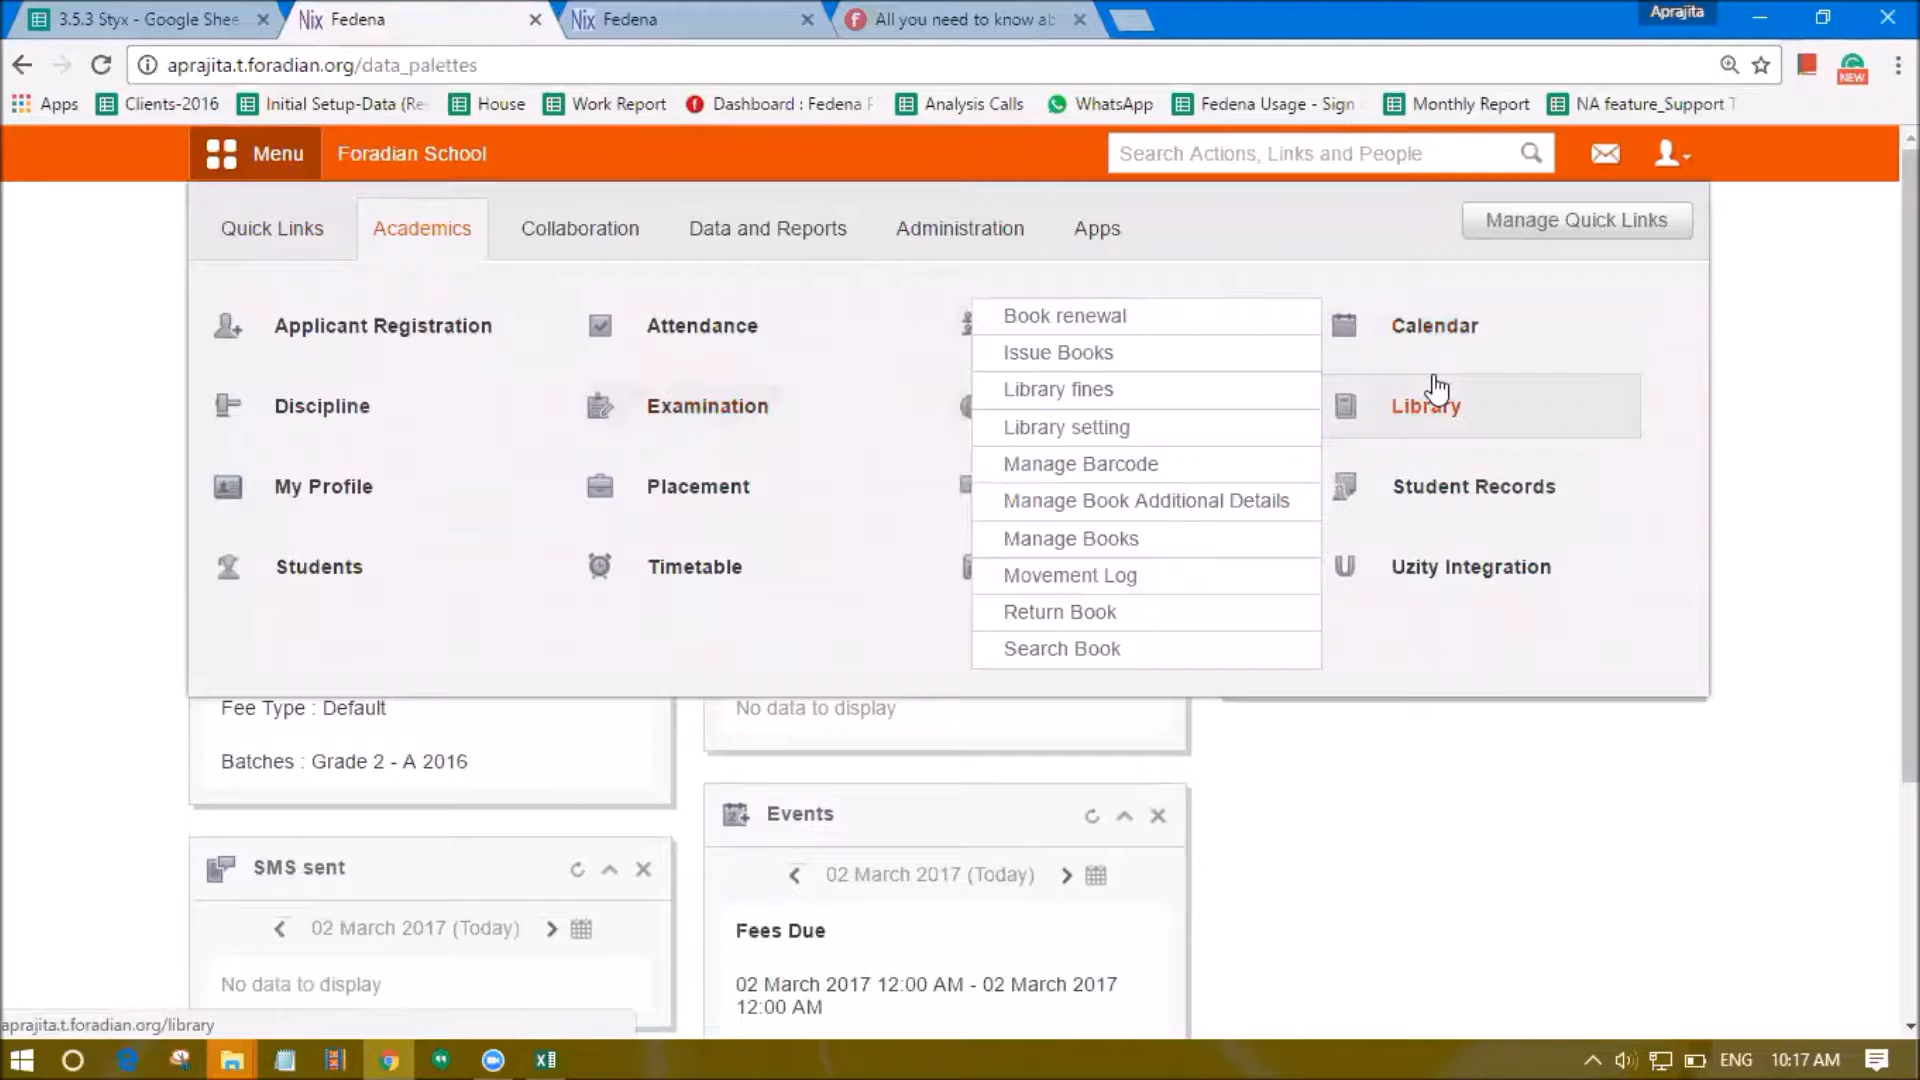 3.5.3 Styx - Google Shee
Nix Fedena
Nix Fedena
All you need to know ab
Aprajita
aprajita.t.foradian.org/data_palettes
NEW
Apps
Clients-2016
Initial Setup-Data (Re
House
Work Report
Dashboard : Fedena F
Analysis Calls
WhatsApp
Fedena Usage - Sign
Monthly Report
NA feature_Support T
Menu
Foradian School
Search Actions, Links and People
Quick Links
Academics
Collaboration
Data and Reports
Administration
Apps
Manage Quick Links
Applicant Registration
Attendance
Calendar
Discipline
Examination
Library
My Profile
Placement
Student Records
Students
Timetable
Uzity Integration
Book renewal
Issue Books
Library fines
Library setting
Manage Barcode
Manage Book Additional Details
Manage Books
Movement Log
Return Book
Search Book
Fee Type : Default
Batches : Grade 2 - A 2016
No data to display
SMS sent
02 March 2017 (Today)
No data to display
Events
02 March 2017 (Today)
Fees Due
02 March 2017 12:00 AM - 02 March 2017
12:00 AM
aprajita.t.foradian.org/library
ENG
10:17 AM